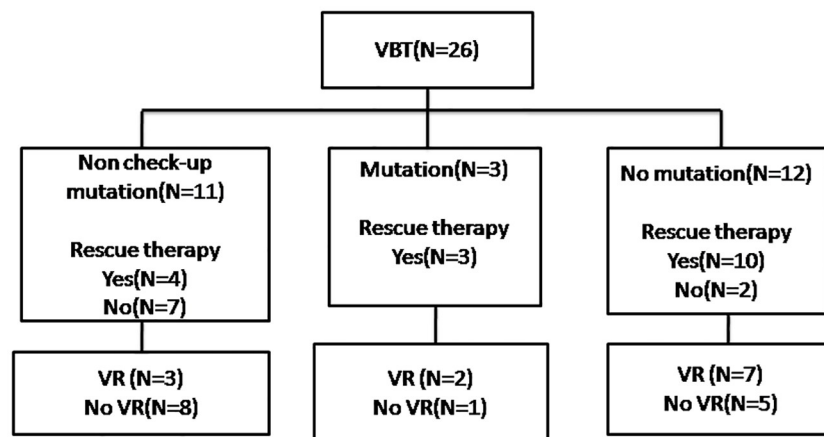 VBT(N=26)
Non check-up
mutation(N=11)
Rescue therapy
Yes(N=4)
No(N=7)
Mutation(N=3)
Rescue therapy
Yes(N=3)
No mutation(N=12)
Rescue therapy
Yes(N=10)
No(N=2)
VR (N=3)
No VR(N=8)
VR (N=2)
No VR(N=1)
VR (N=7)
No VR(N=5)